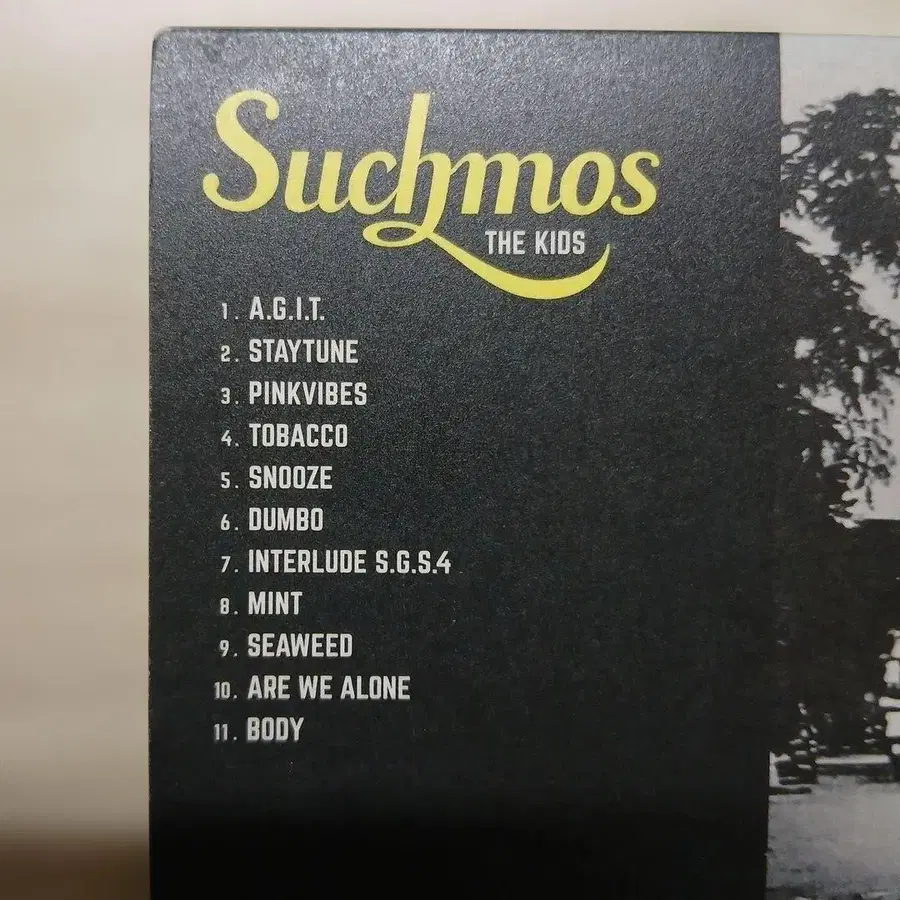 Suchmos
THE KIDS
1. A.G.I.T.
2. STAYTUNE
3. PINKVIBES
4. TOBACCO
5. SNOOZE
6. DUMBO
7. INTERLUDE S.G.S.4
8. MINT
9. SEAWEED
10. ARE WE ALONE
11. BODY